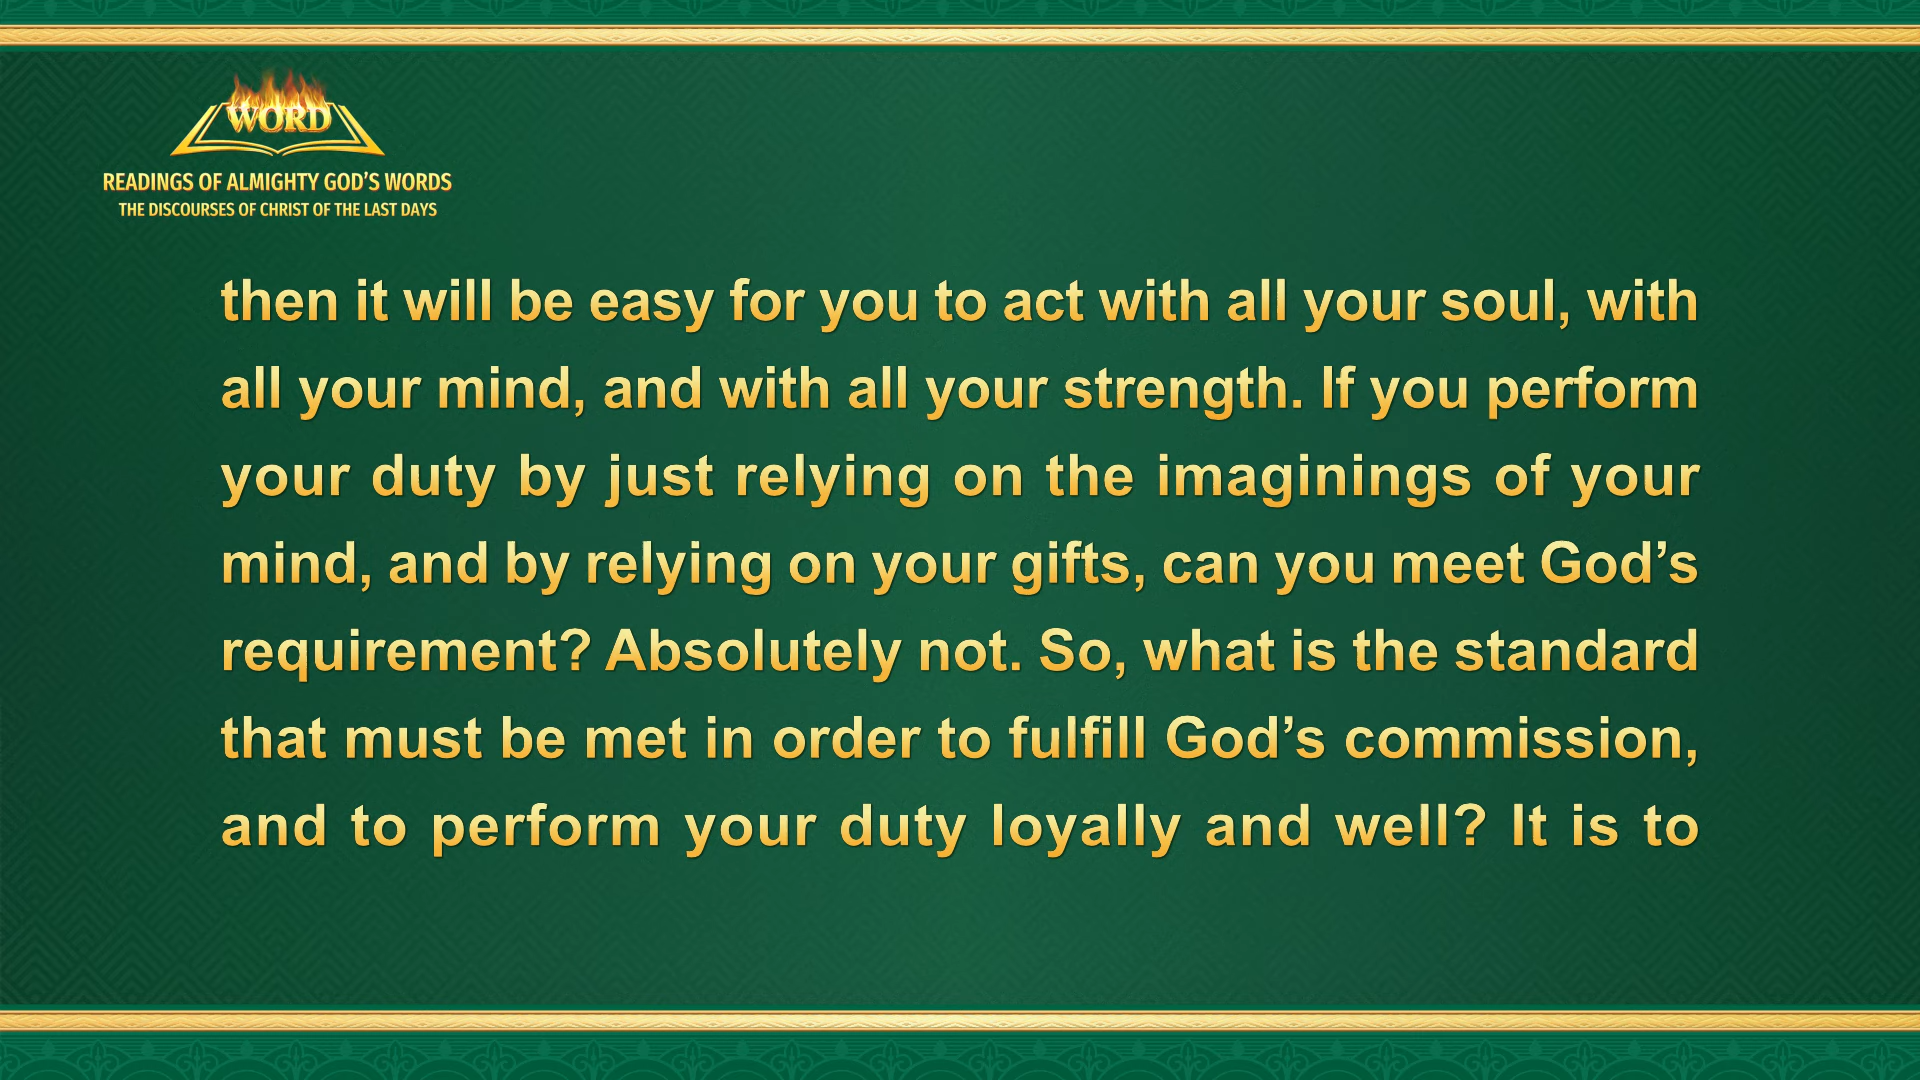 WORD
READINGS OF ALMIGHTY GOD’S WORDS
THE DISCOURSES OF CHRIST OF THE LAST DAYS
then it will be easy for you to act with all your soul, with
all your mind, and with all your strength. If you perform
your duty by just relying on the imaginings of your
mind, and by relying on your gifts, can you meet God’s
requirement? Absolutely not. So, what is the standard
that must be met in order to fulfill God’s commission,
and to perform your duty loyally and well? It is to